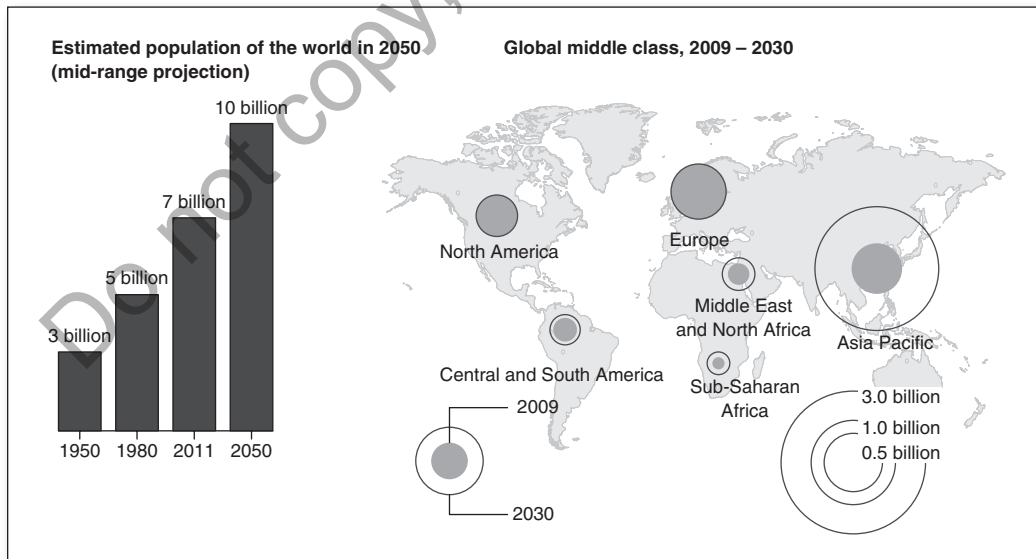 Do not copy,
Estimated population of the world in 2050
(mid-range projection)
10 billion
7 billion
5 billion
3 billion
1950 1980 2011 2050
Global middle class, 2009 – 2030
North America
Europe
Middle East
and North Africa
Asia Pacific
Central and South America
Sub-Saharan
Africa
2009
2030
3.0 billion
1.0 billion
0.5 billion